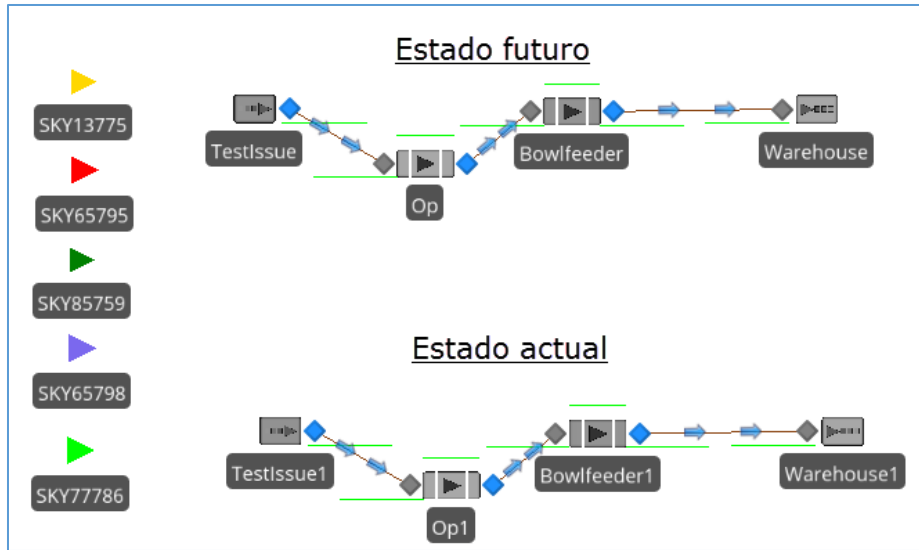 Estado futuro
SKY13775
TestIssue
Op
Bowlfeeder
Warehouse
SKY65795
SKY85759
SKY65798
SKY77786
Estado actual
TestIssue1
Op1
Bowlfeeder1
Warehouse1